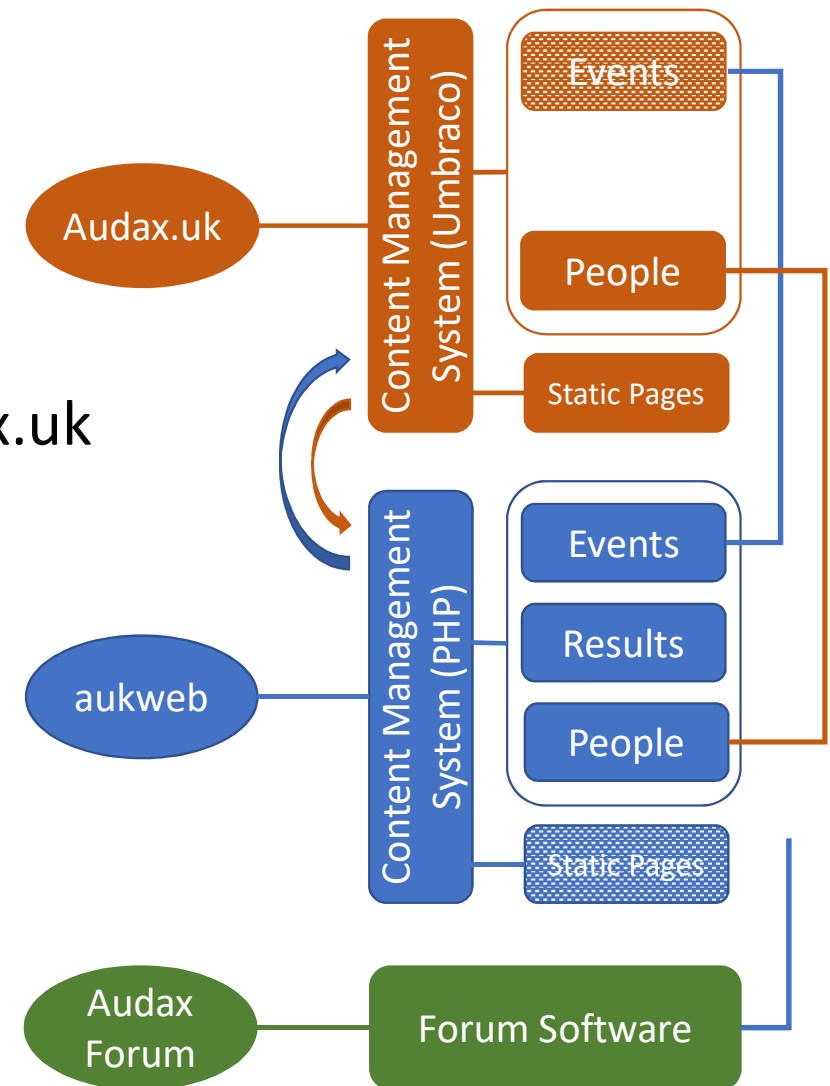 Events
Audax.uk
Content Management
System (Umbraco)
People
Static Pages
x.uk
Events
Content Management
System (PHP)
Results
aukweb
People
Static Pages
Audax
Forum
Forum Software